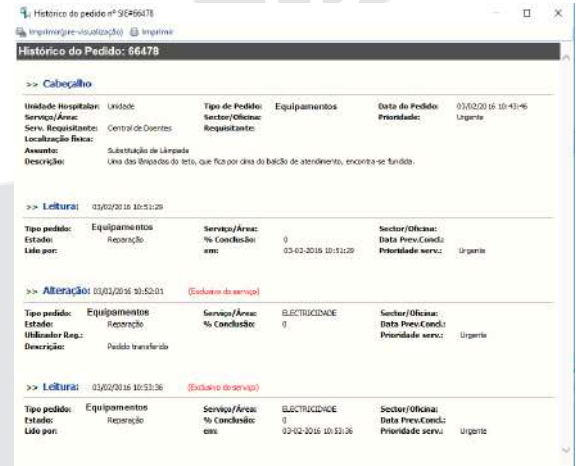 Histórico do pedido nº SIE#66478
Imprimir(pre-visualização) Imprimir
Histórico do Pedido: 66478
>> Cabeçalho
Unidade Hospitalar: Unidade Tipo de Pedido: Equipamentos Data do Pedido: 03/02/2016 10:43:46
Serviço/Área: Sector/Oficina: Prioridade: Urgente
Serv. Requisitante: Central de Doentes Requisitante:
Localização física:
Assunto: Substituição de Lâmpada
Descrição: Uma das lâmpadas do teto, que fica por cima do balcão de atendimento, encontra-se fundida.
>> Leitura: 03/02/2016 10:51:29
Tipo pedido: Equipamentos Serviço/Área: Sector/Oficina:
Estado: Reparação % Conclusão: 0 Data Prev.Concl.:
Lido por: em: 03-02-2016 10:51:29 Prioridade serv.: Urgente
>> Alteração: 03/02/2016 10:52:01 (Exclusivo do serviço)
Tipo pedido: Equipamentos Serviço/Área: ELECTRICIDADE Sector/Oficina:
Estado: Reparação % Conclusão: 0 Data Prev.Concl.:
Utilizador Reg.: Prioridade serv.: Urgente
Descrição: Pedido transferido
>> Leitura: 03/02/2016 10:53:36 (Exclusivo do serviço)
Tipo pedido: Equipamentos Serviço/Área: ELECTRICIDADE Sector/Oficina:
Estado: Reparação % Conclusão: 0 Data Prev.Concl.:
Lido por: em: 03-02-2016 10:53:36 Prioridade serv.: Urgente